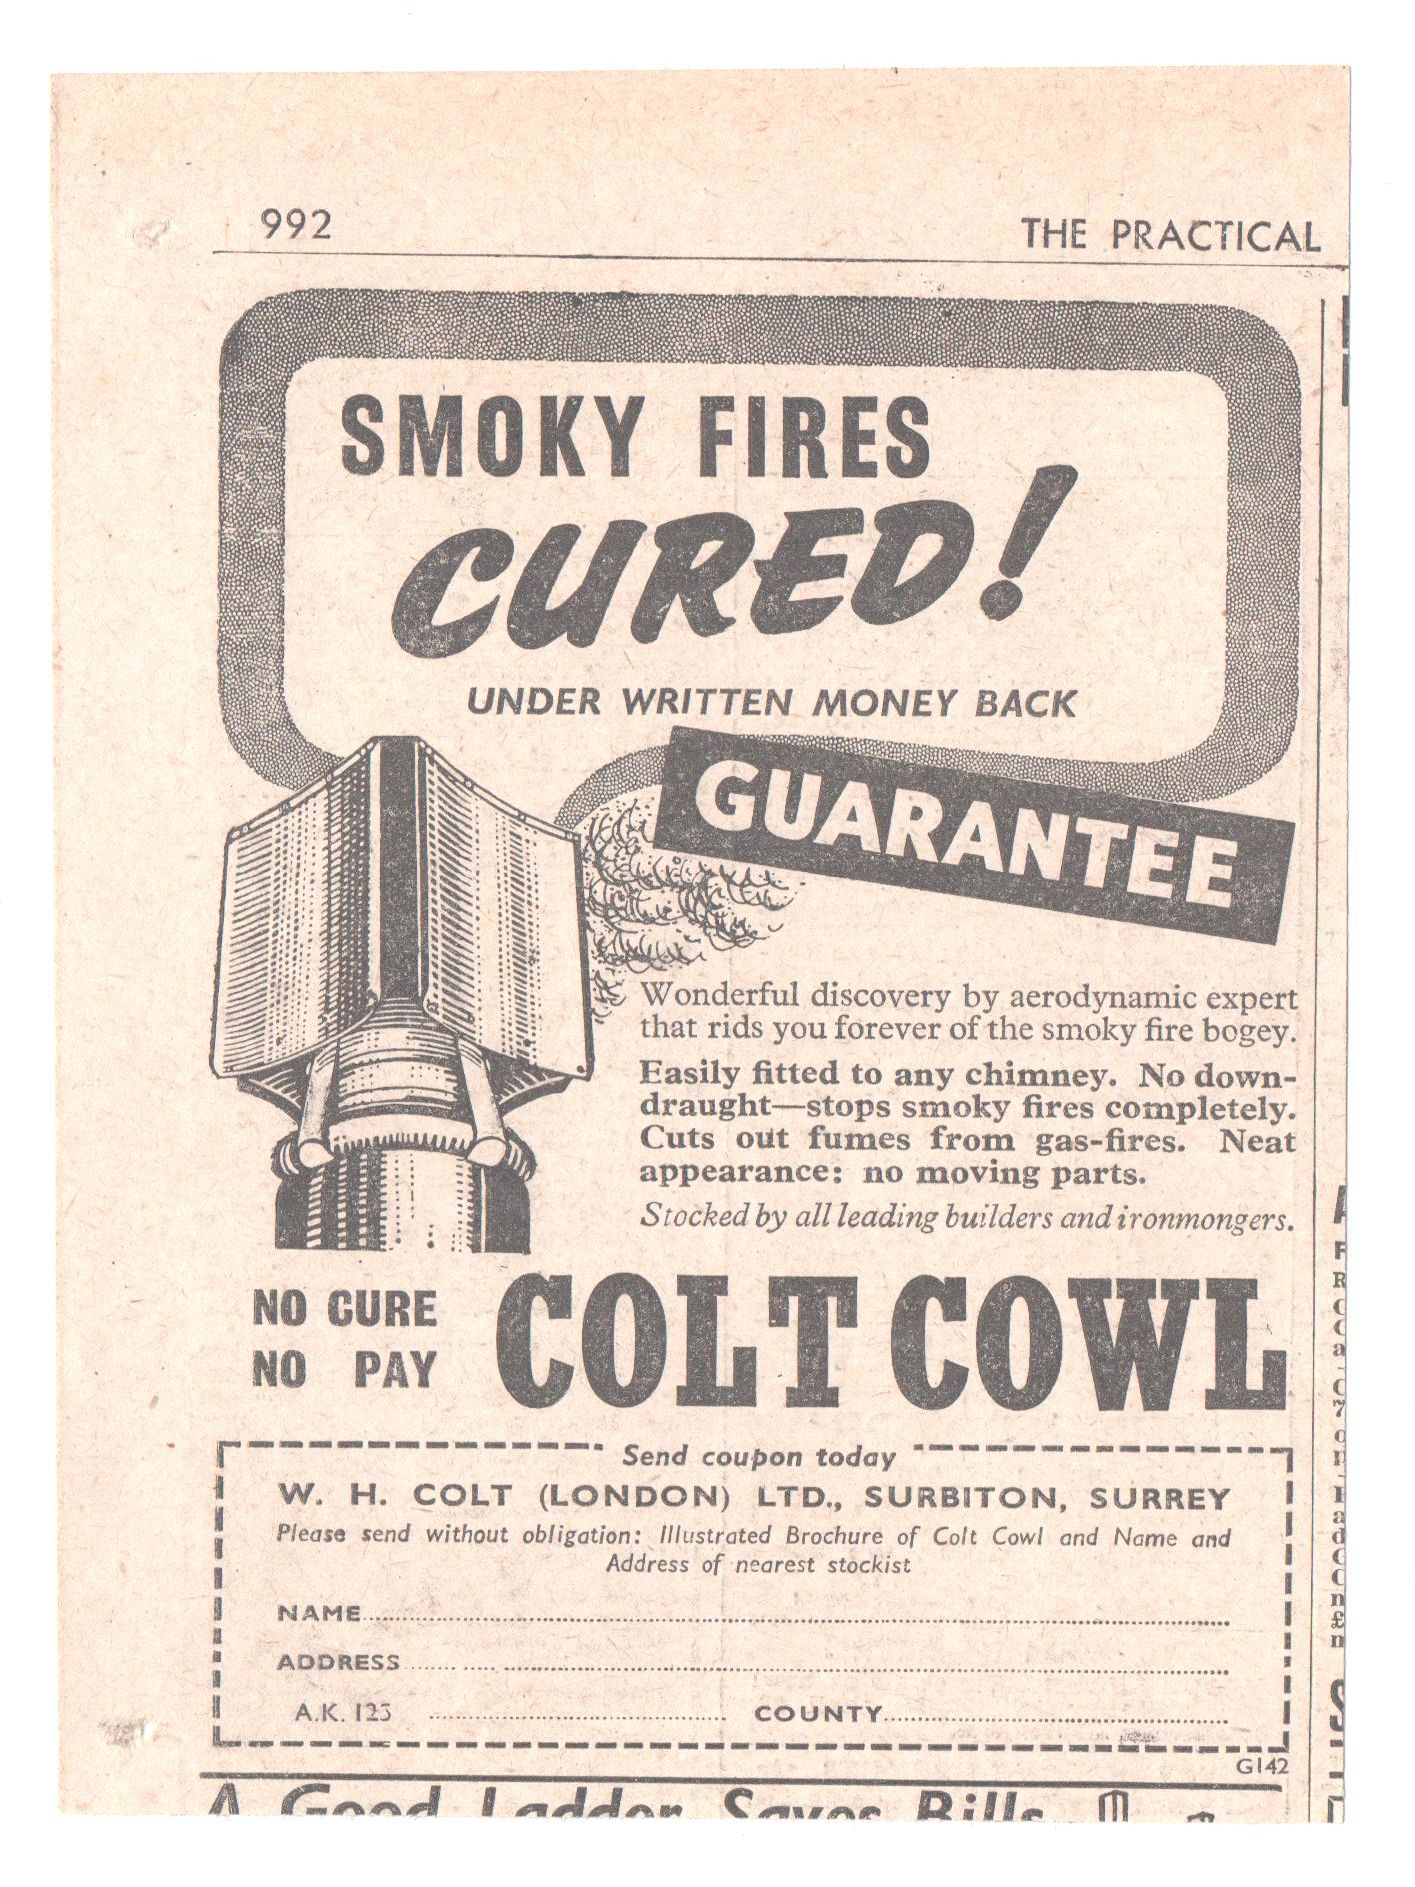 992
THE PRACTICAL
SMOKY FIRES
CURED!
UNDER WRITTEN MONEY BACK
GUARANTEE
Wonderful discovery by aerodynamic expert
that rids you forever of the smoky fire bogey.
Easily fitted to any chimney. No down-
draught—stops smoky fires completely.
Cuts out fumes from gas-fires. Neat
appearance: no moving parts.
Stocked by all leading builders and ironmongers.
NO CURE
NO PAY
COLT COWL
Send coupon today
W. H. COLT (LONDON) LTD., SURBITON, SURREY
Please send without obligation: Illustrated Brochure of Colt Cowl and Name and
Address of nearest stockist
NAME
ADDRESS
A.K. 125 COUNTY
G142
A Good Ladder Saves Bills